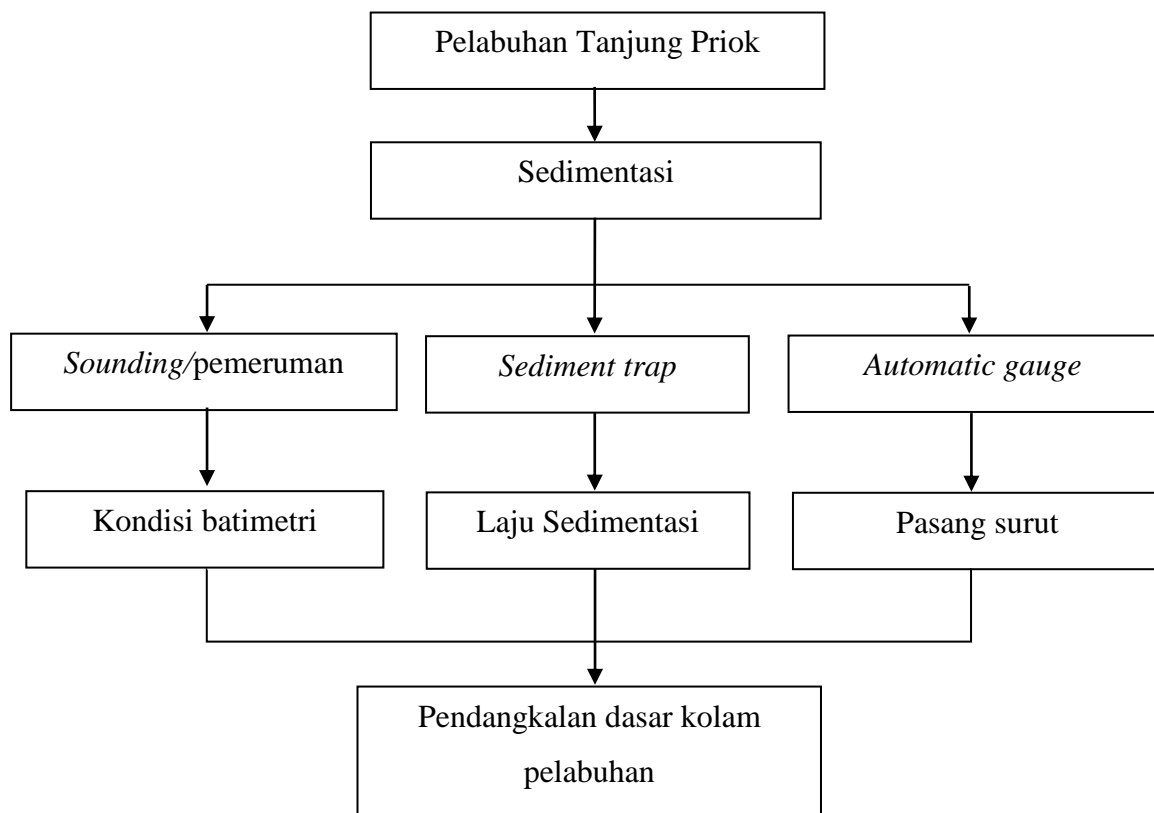 Pelabuhan Tanjung Priok
Sedimentasi
Sounding/pemeruman
Sediment trap
Automatic gauge
Kondisi batimetri
Laju Sedimentasi
Pasang surut
Pendangkalan dasar kolam
pelabuhan